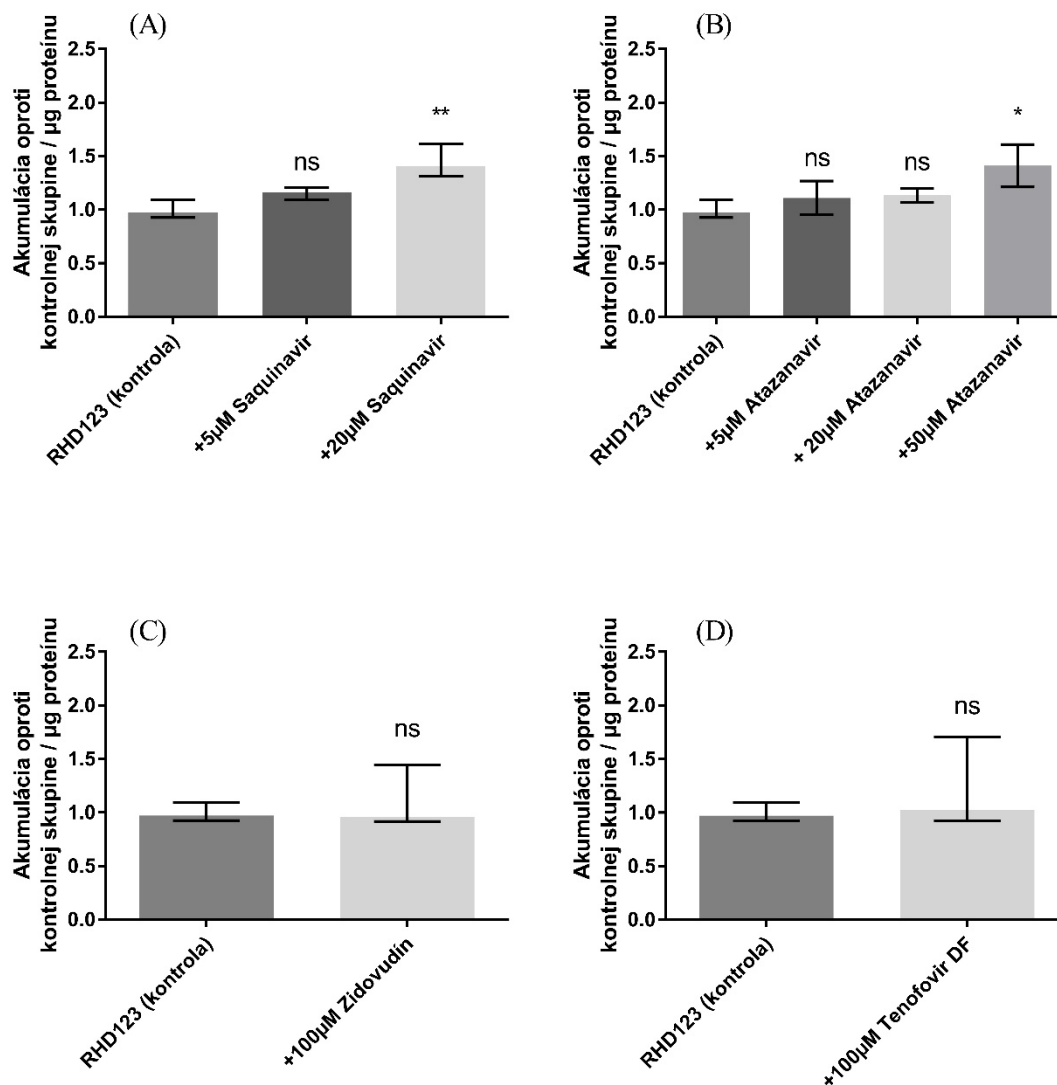 (A)
Akumulácia oproti
kontrolnej skupine / µg proteínu
2.5
2.0
1.5
1.0
0.5
0.0
ns
**
RHD123 (kontrola)
+5µM Saquinavir
+20µM Saquinavir
(B)
Akumulácia oproti
kontrolnej skupine / µg proteínu
2.5
2.0
1.5
1.0
0.5
0.0
ns
ns
*
RHD123 (kontrola)
+5µM Atazanavir
+ 20µM Atazanavir
+50µM Atazanavir
(C)
Akumulácia oproti
kontrolnej skupine / µg proteínu
2.5
2.0
1.5
1.0
0.5
0.0
ns
RHD123 (kontrola)
+100µM Zidovudín
(D)
Akumulácia oproti
kontrolnej skupine / µg proteínu
2.5
2.0
1.5
1.0
0.5
0.0
ns
RHD123 (kontrola)
+100µM Tenofovir DF